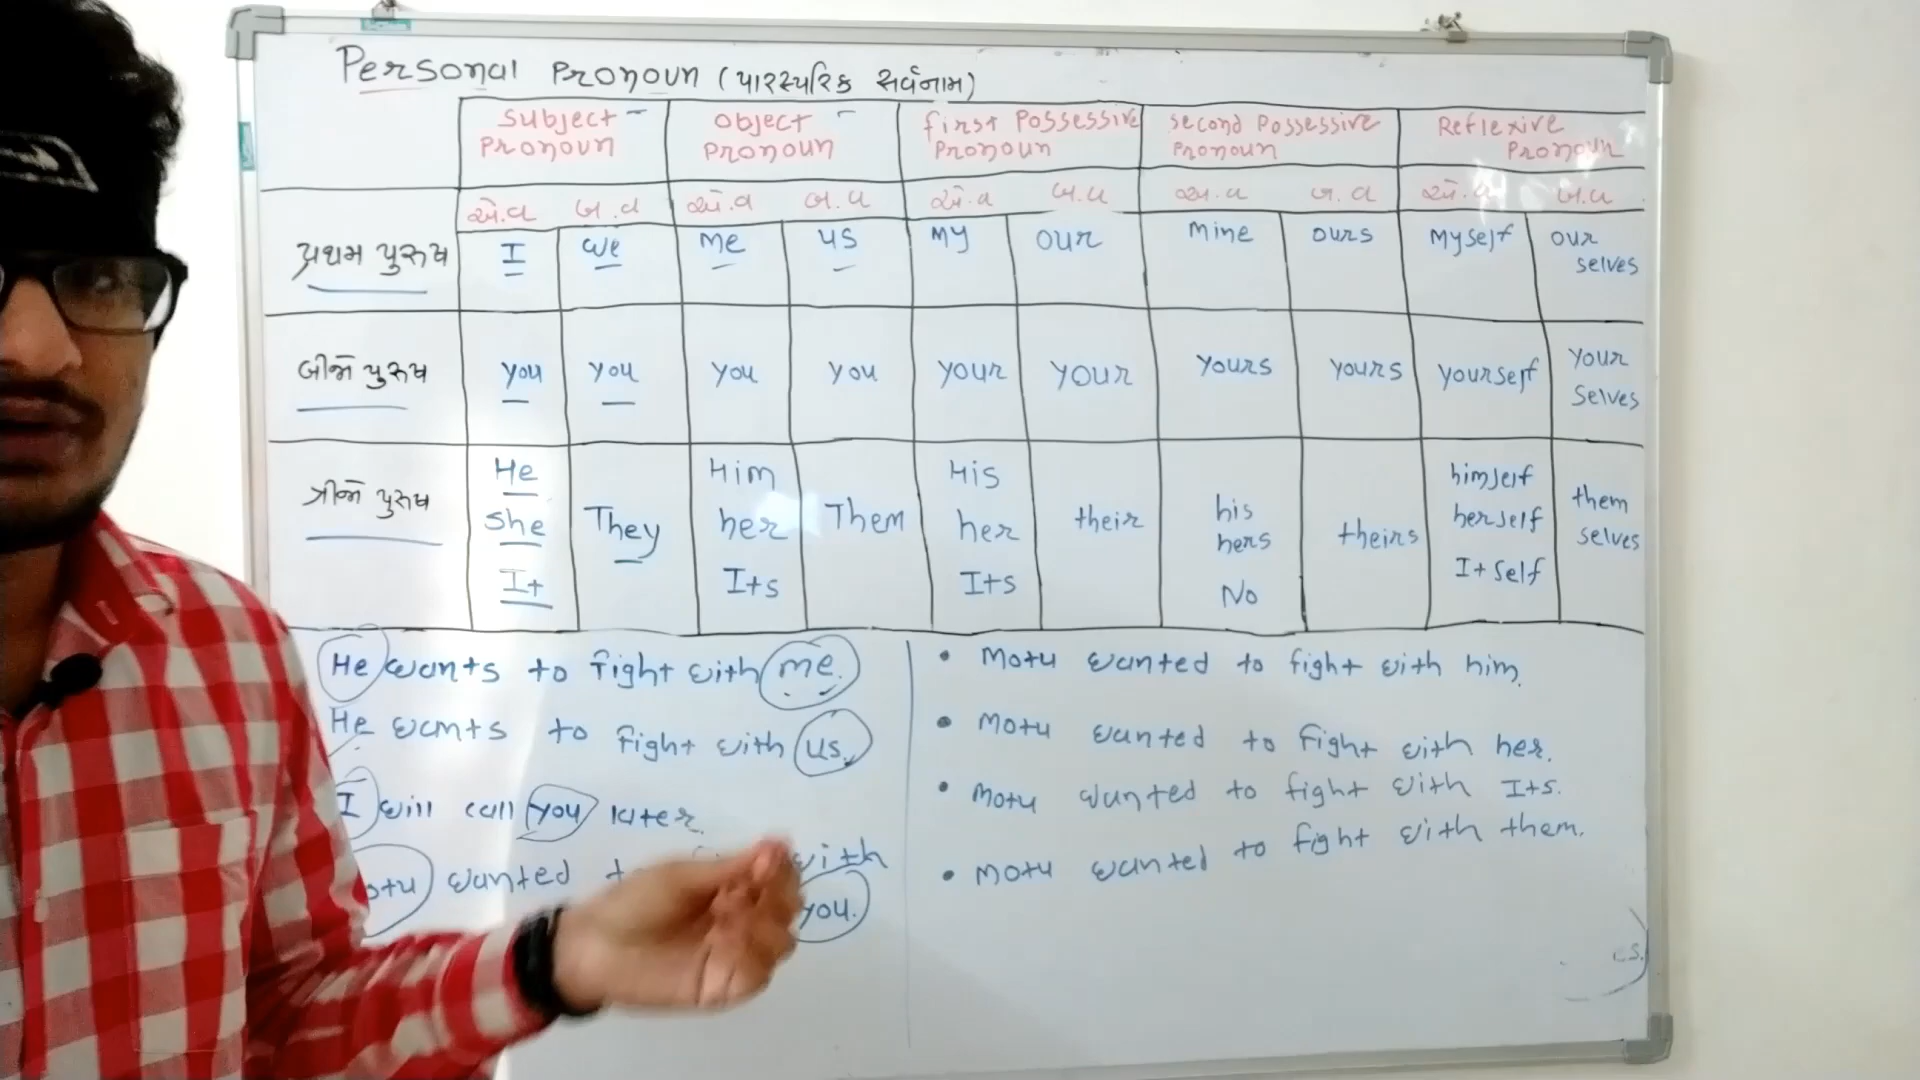 Personal Pronoun (પારસ્પરિક સર્વનામ)
Subject Pronoun Object Pronoun first Possessive Pronoun second Possessive Pronoun Reflexive Pronoun
એ.વ બ.વ એ.વ બ.વ એ.વ બ.વ એ.વ બ.વ એ.વ બ.વ
પ્રથમ પુરુષ I we me us my our mine ours myself our selves
બીજો પુરુષ you you you you your your yours yours yourself your selves
ત્રીજો પુરુષ He She It They Him her Its Them His her Its their his hers No theirs himself herself Itself them selves
He wants to fight with me.
He wants to fight with us.
I will call you later.
otu wanted with
you.
• Motu wanted to fight with him.
• Motu wanted to fight with her.
• Motu wanted to fight with Its.
• Motu wanted to fight with them.